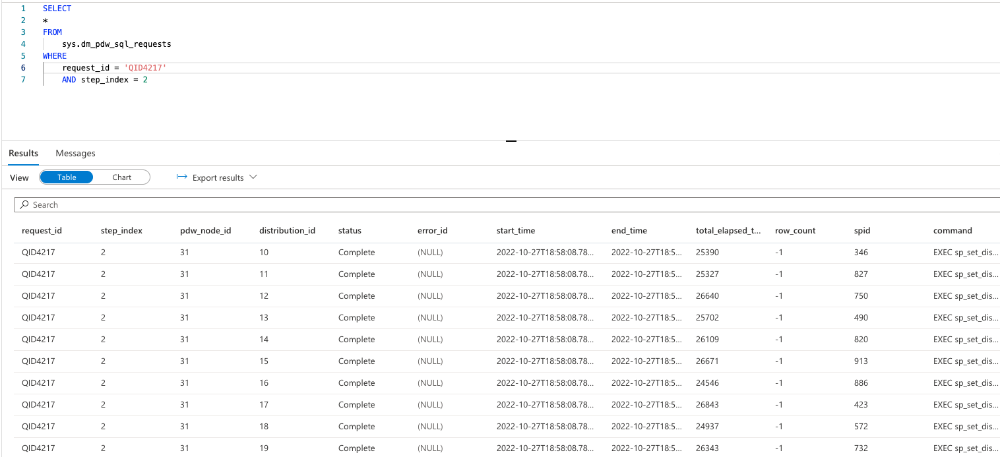 1 SELECT
2 *
3 FROM
4 sys.dm_pdw_sql_requests
5 WHERE
6 request_id = 'QID4217'
7 AND step_index = 2
Results Messages
View Table Chart Export results
Search
request_id step_index pdw_node_id distribution_id status error_id start_time end_time total_elapsed_t... row_count spid command
QID4217 2 31 10 Complete (NULL) 2022-10-27T18:58:08.78... 2022-10-27T18:5... 25390 -1 346 EXEC sp_set_dis...
QID4217 2 31 11 Complete (NULL) 2022-10-27T18:58:08.78... 2022-10-27T18:5... 25327 -1 827 EXEC sp_set_dis...
QID4217 2 31 12 Complete (NULL) 2022-10-27T18:58:08.78... 2022-10-27T18:5... 26640 -1 750 EXEC sp_set_dis...
QID4217 2 31 13 Complete (NULL) 2022-10-27T18:58:08.78... 2022-10-27T18:5... 25702 -1 490 EXEC sp_set_dis...
QID4217 2 31 14 Complete (NULL) 2022-10-27T18:58:08.78... 2022-10-27T18:5... 26109 -1 820 EXEC sp_set_dis...
QID4217 2 31 15 Complete (NULL) 2022-10-27T18:58:08.78... 2022-10-27T18:5... 26671 -1 913 EXEC sp_set_dis...
QID4217 2 31 16 Complete (NULL) 2022-10-27T18:58:08.78... 2022-10-27T18:5... 24546 -1 886 EXEC sp_set_dis...
QID4217 2 31 17 Complete (NULL) 2022-10-27T18:58:08.78... 2022-10-27T18:5... 26843 -1 423 EXEC sp_set_dis...
QID4217 2 31 18 Complete (NULL) 2022-10-27T18:58:08.78... 2022-10-27T18:5... 24937 -1 572 EXEC sp_set_dis...
QID4217 2 31 19 Complete (NULL) 2022-10-27T18:58:08.78... 2022-10-27T18:5... 26343 -1 732 EXEC sp_set_dis...